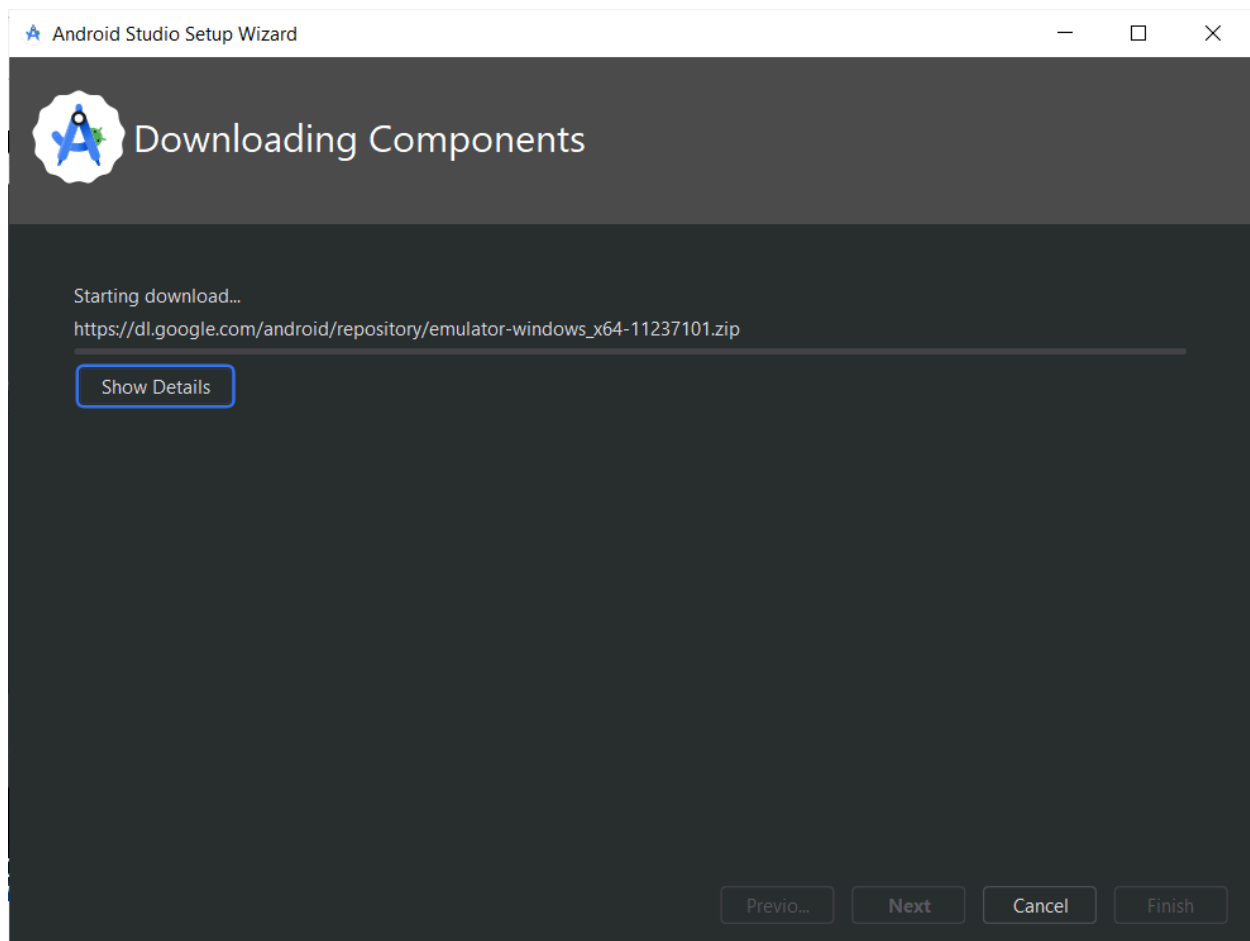 Android Studio Setup Wizard
Downloading Components
Starting download...
https://dl.google.com/android/repository/emulator-windows_x64-11237101.zip
Show Details
Previo... Next Cancel Finish